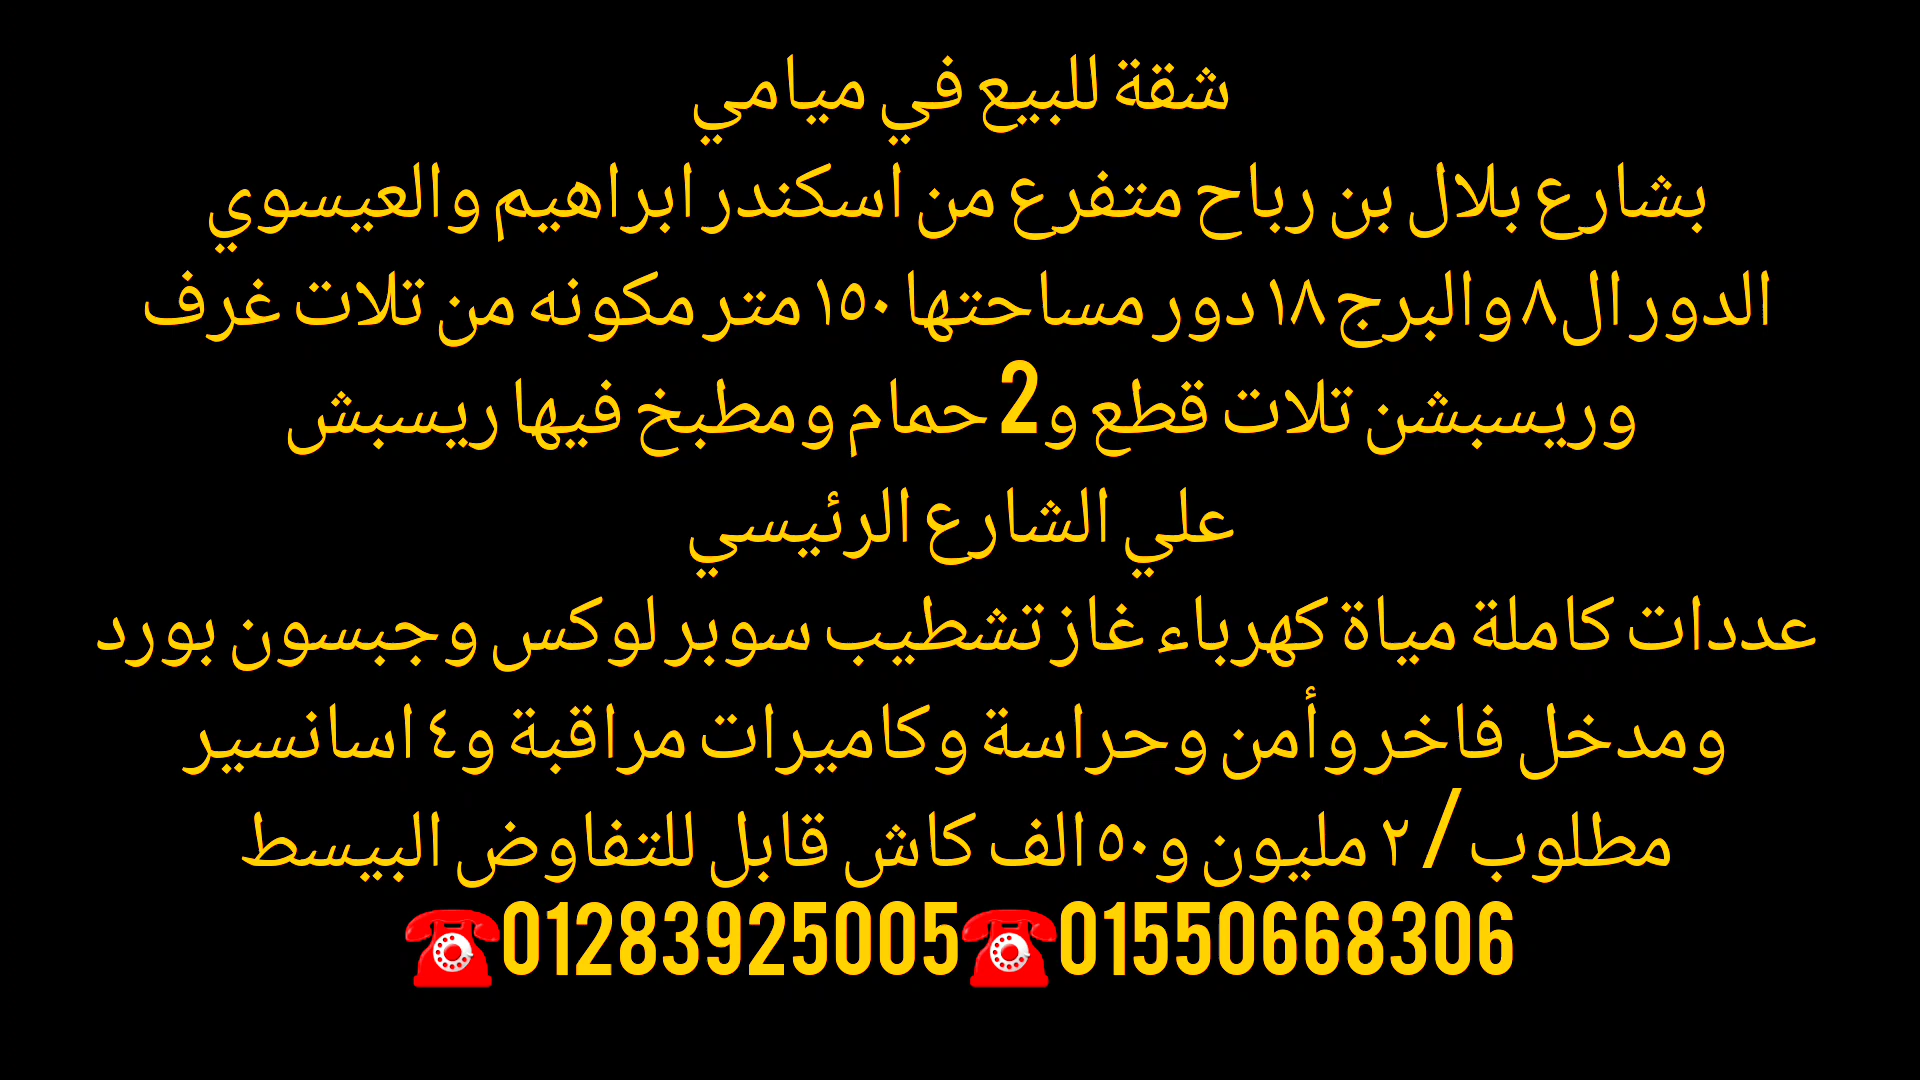 شقة للبيع في ميامي
بشارع بلال بن رباح متفرع من اسكندر ابراهيم والعيسوي
الدور ال٨ والبرج ١٨ دور مساحتها ١٥٠ متر مكونه من تلات غرف
وريسبشن تلات قطع و2 حمام ومطبخ فيها ريسبش
علي الشارع الرئيسي
عددات كاملة مياة كهرباء غاز تشطيب سوبر لوكس وجبسون بورد
ومدخل فاخر وأمن وحراسة وكاميرات مراقبة و٤ اسانسير
مطلوب / ٢ مليون و٥٠ الف كاش قابل للتفاوض البيسط
☎️01283925005☎️01550668306